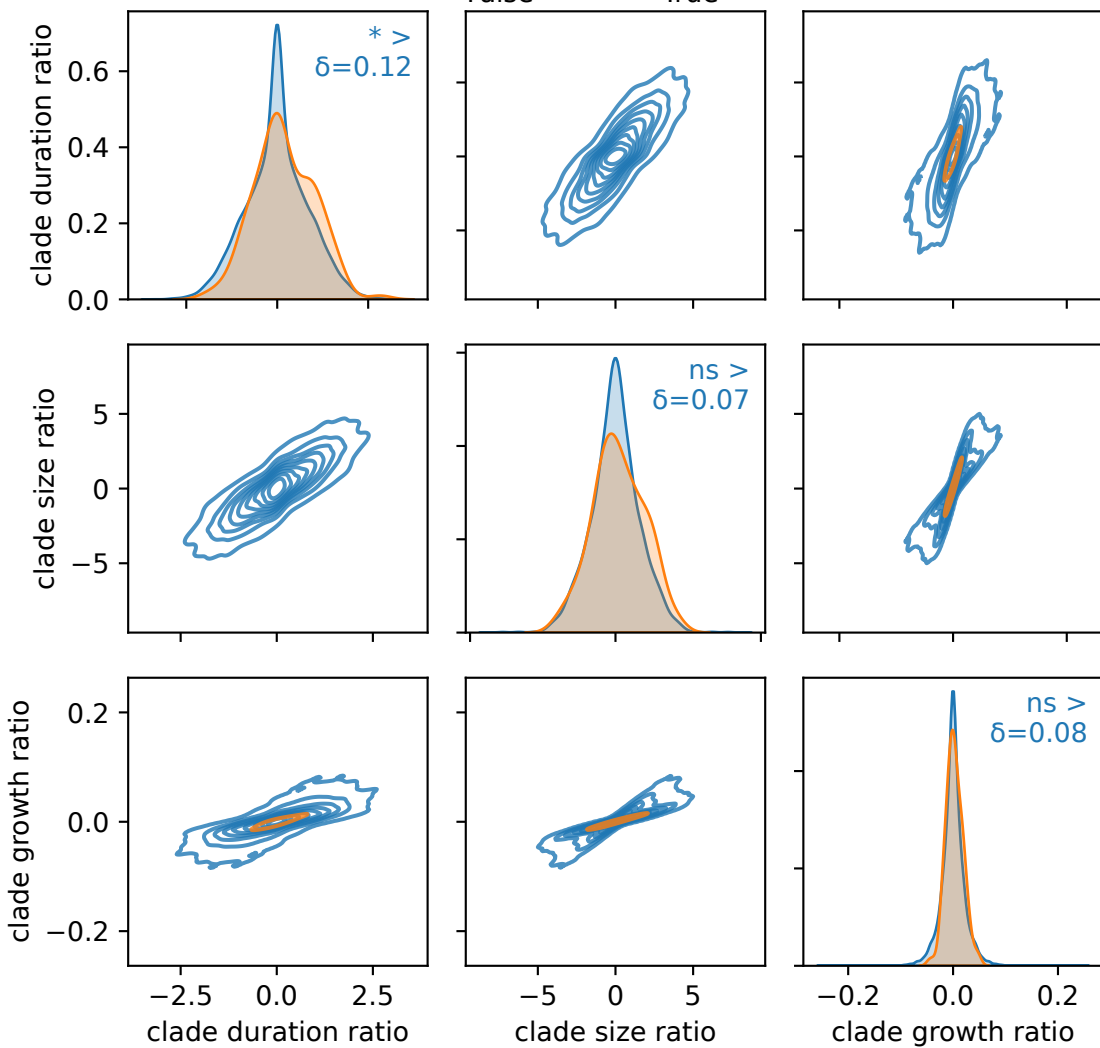 clade duration ratio
0.6
0.4
0.2
0.0
* >
δ=0.12
clade size ratio
5
0
−5
ns >
δ=0.07
clade growth ratio
0.2
0.0
−0.2
ns >
δ=0.08
−2.5 0.0 2.5
−5 0 5
−0.2 0.0 0.2
clade duration ratio
clade size ratio
clade growth ratio